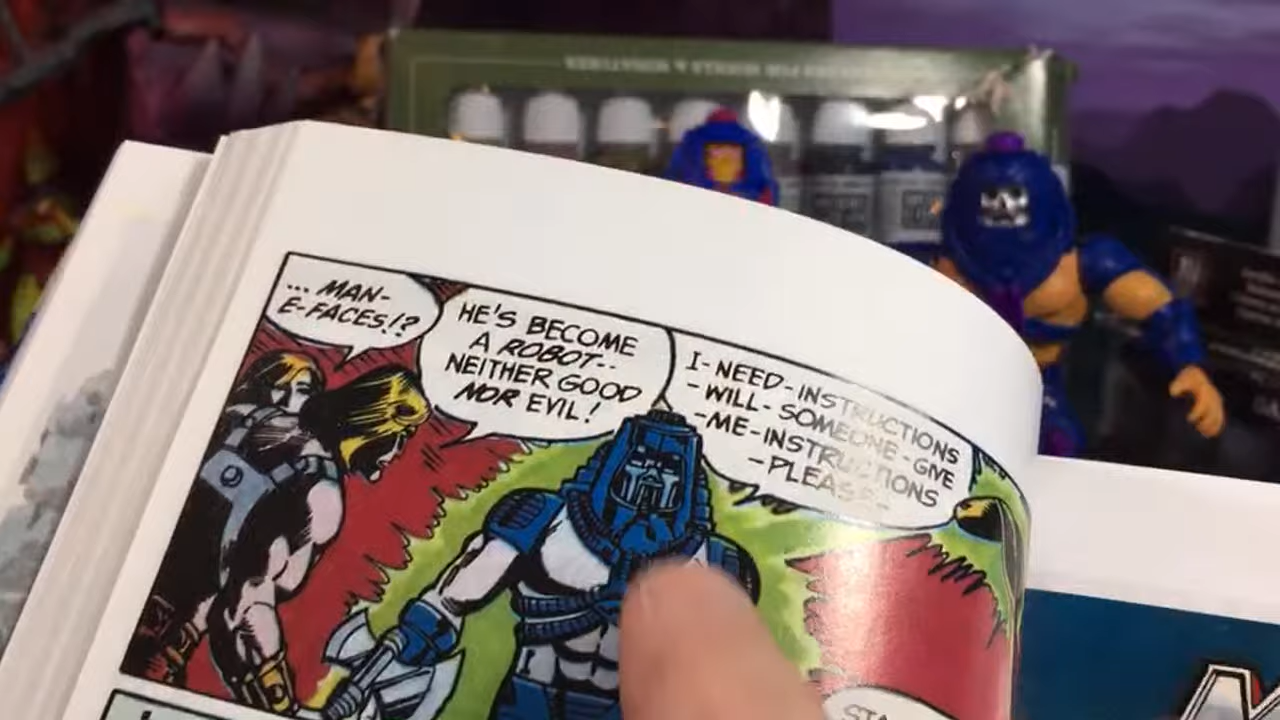 ... MAN-
E-FACES!?
HE'S BECOME
A ROBOT--
NEITHER GOOD
NOR EVIL!
I-NEED-INSTRUCTIONS
-WILL-SOMEONE-GIVE
-ME-INSTRUCTIONS
-PLEASE-